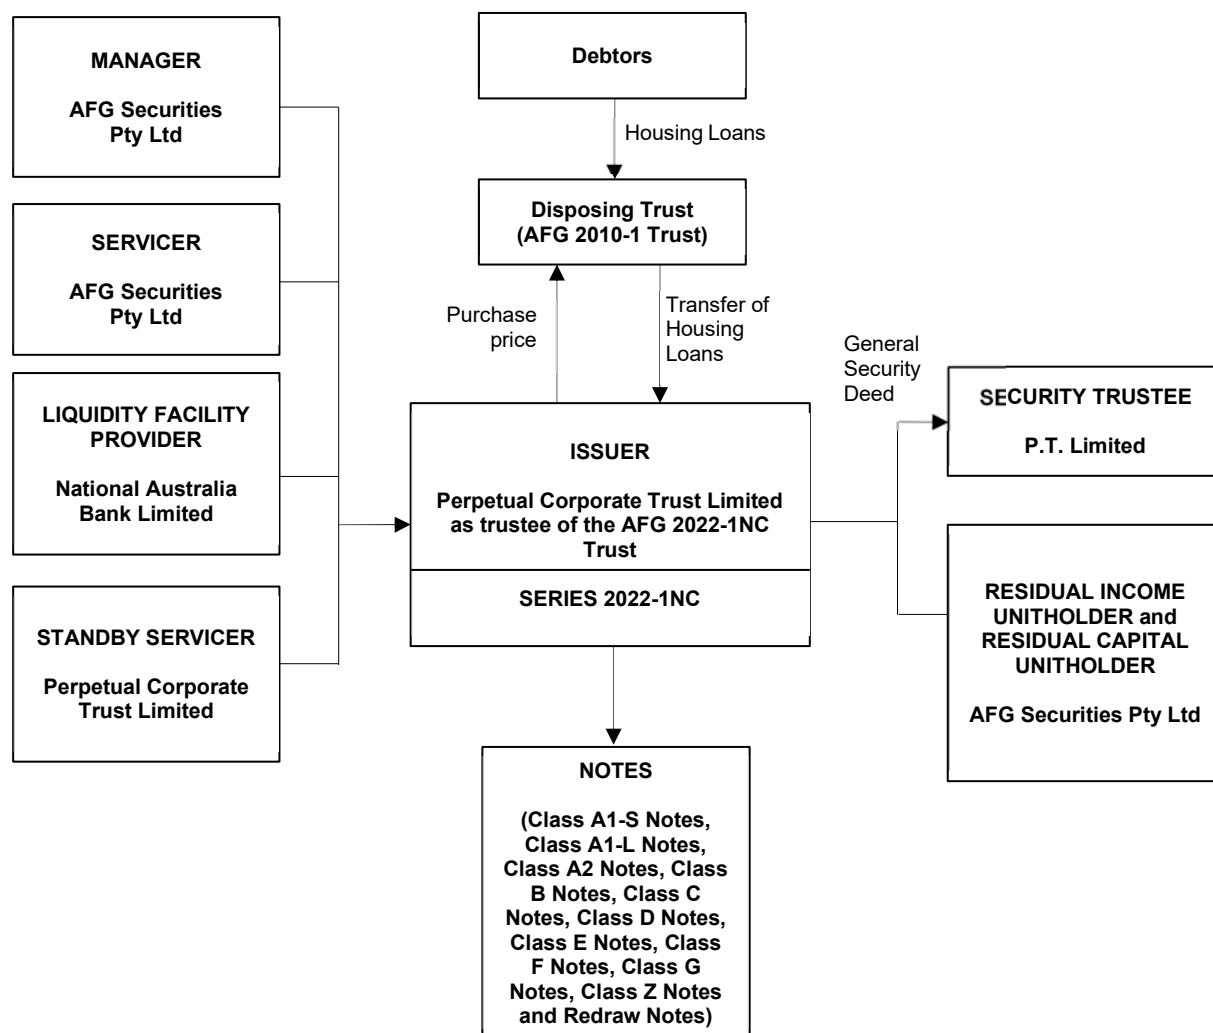 MANAGER
AFG Securities
Pty Ltd
SERVICER
AFG Securities
Pty Ltd
LIQUIDITY FACILITY
PROVIDER
National Australia
Bank Limited
STANDBY SERVICER
Perpetual Corporate
Trust Limited
Debtors
Housing Loans
Disposing Trust
(AFG 2010-1 Trust)
Purchase
price
Transfer of
Housing
Loans
ISSUER
Perpetual Corporate Trust Limited
as trustee of the AFG 2022-1NC
Trust
SERIES 2022-1NC
NOTES
(Class A1-S Notes,
Class A1-L Notes,
Class A2 Notes, Class
B Notes, Class C
Notes, Class D Notes,
Class E Notes, Class
F Notes, Class G
Notes, Class Z Notes
and Redraw Notes)
General
Security
Deed
SECURITY TRUSTEE
P.T. Limited
RESIDUAL INCOME
UNITHOLDER and
RESIDUAL CAPITAL
UNITHOLDER
AFG Securities Pty Ltd